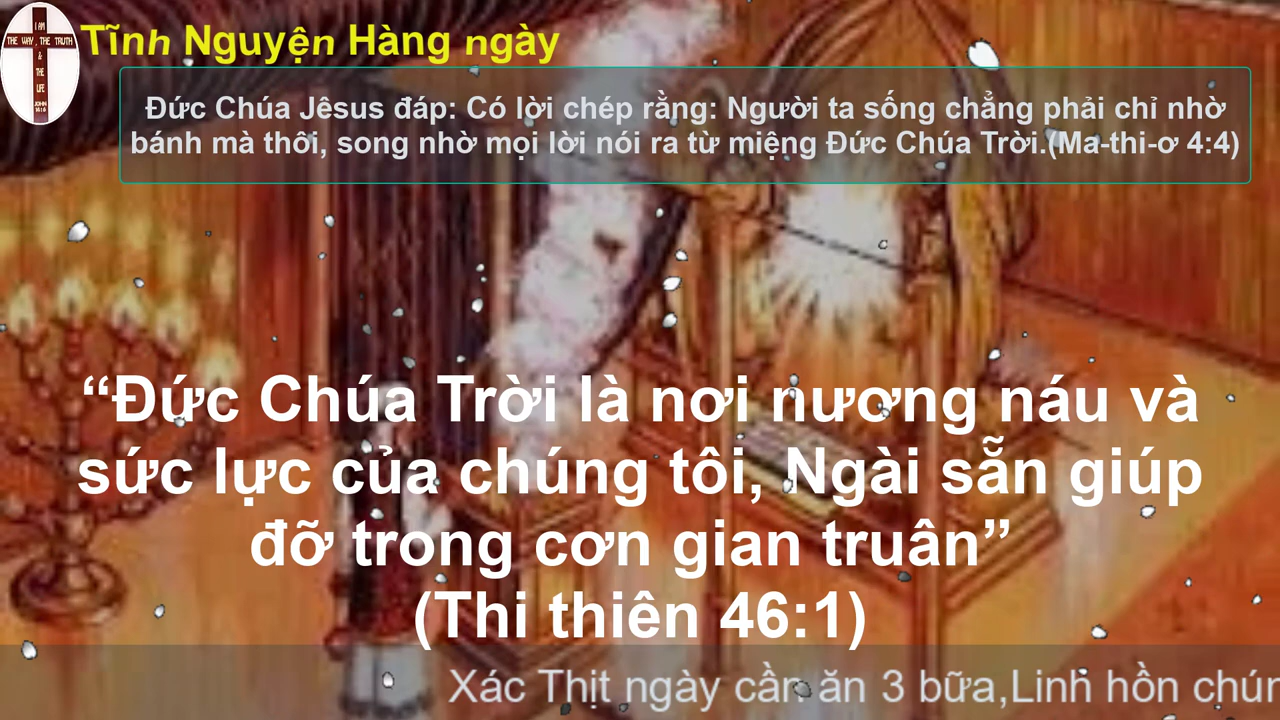 I AM
THE WAY , THE TRUTH
&
THE
LIFE
JOHN
Tĩnh Nguyện Hàng ngày
Đức Chúa Jêsus đáp: Có lời chép rằng: Người ta sống chẳng phải chỉ nhờ
bánh mà thôi, song nhờ mọi lời nói ra từ miệng Đức Chúa Trời.(Ma-thi-ơ 4:4)
“Đức Chúa Trời là nơi nương náu và
sức lực của chúng tôi, Ngài sẵn giúp
đỡ trong cơn gian truân”
(Thi thiên 46:1)
Xác Thịt ngày cần ăn 3 bữa,Linh hồn